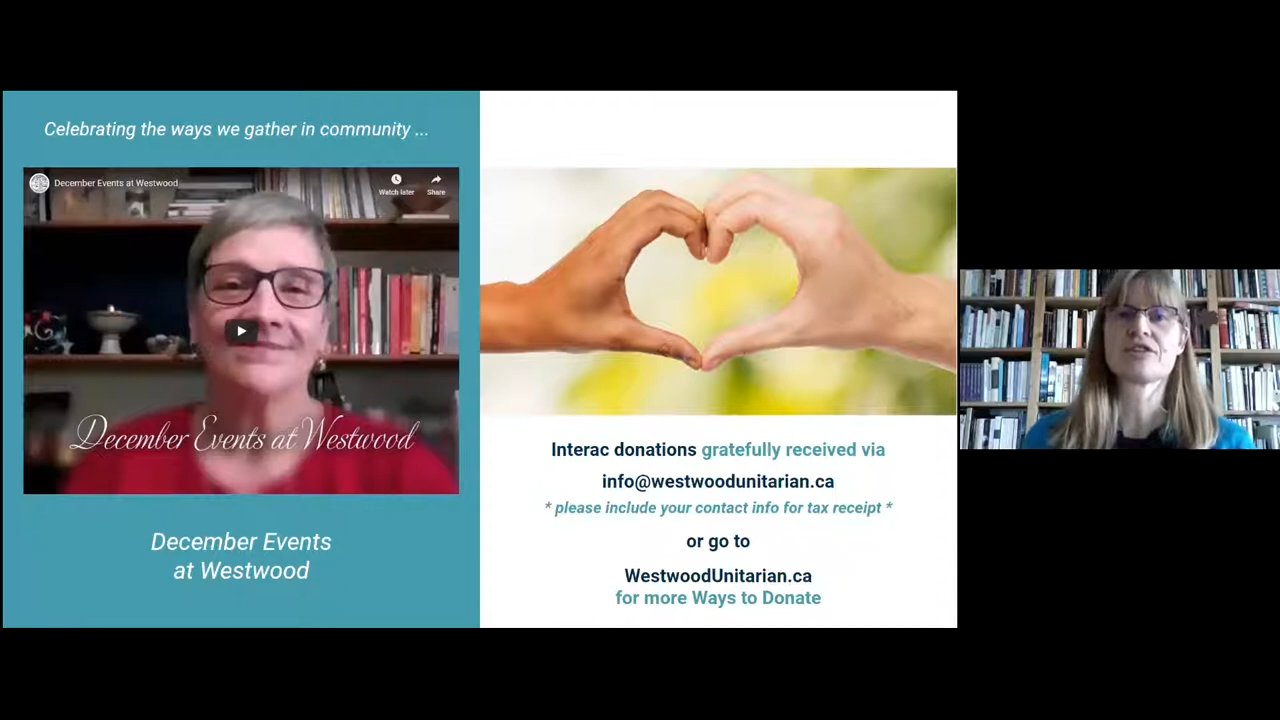 Celebrating the ways we gather in community ...
December Events at Westwood
Watch later
Share
December Events at Westwood
December Events
at Westwood
Interac donations gratefully received via
info@westwoodunitarian.ca
* please include your contact info for tax receipt *
or go to
WestwoodUnitarian.ca
for more Ways to Donate